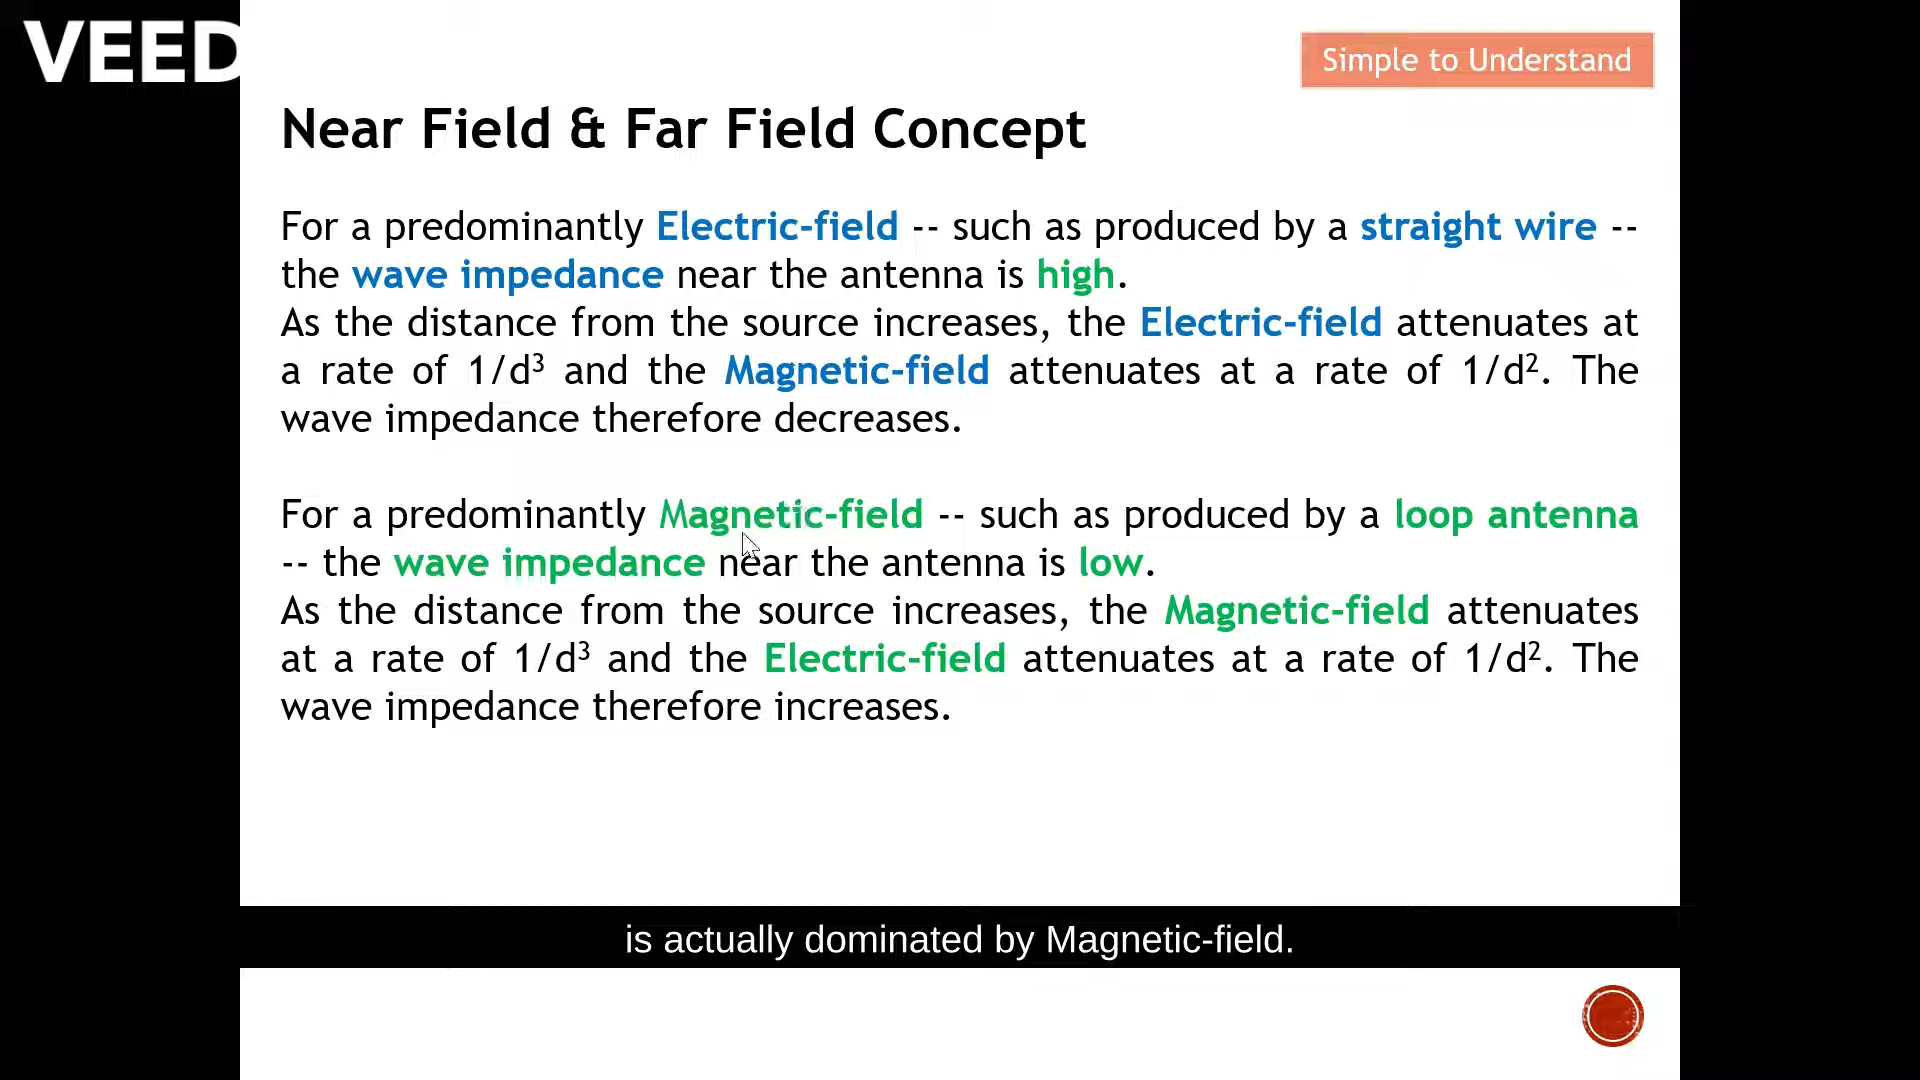 VEED
Simple to Understand
Near Field & Far Field Concept
For a predominantly Electric-field -- such as produced by a straight wire --
the wave impedance near the antenna is high.
As the distance from the source increases, the Electric-field attenuates at
a rate of 1/d³ and the Magnetic-field attenuates at a rate of 1/d². The
wave impedance therefore decreases.
For a predominantly Magnetic-field -- such as produced by a loop antenna
-- the wave impedance near the antenna is low.
As the distance from the source increases, the Magnetic-field attenuates
at a rate of 1/d³ and the Electric-field attenuates at a rate of 1/d². The
wave impedance therefore increases.
is actually dominated by Magnetic-field.